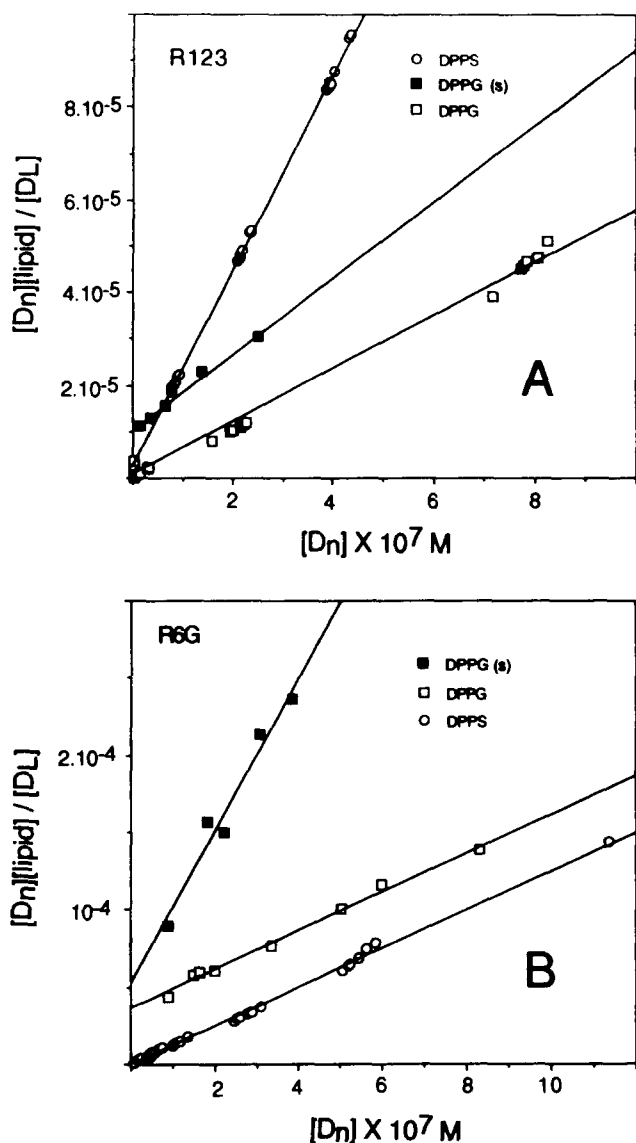 R123
DPPS
DPPG (s)
DPPG
[Dn][lipid] / [DL]
8.10-5
6.10-5
4.10-5
2.10-5
A
2 4 6 8
[Dn] X 10⁷ M
R6G
DPPG (s)
DPPG
DPPS
[Dn][lipid] / [DL]
2.10-4
10-4
B
2 4 6 8 10
[Dn] X 10⁷ M